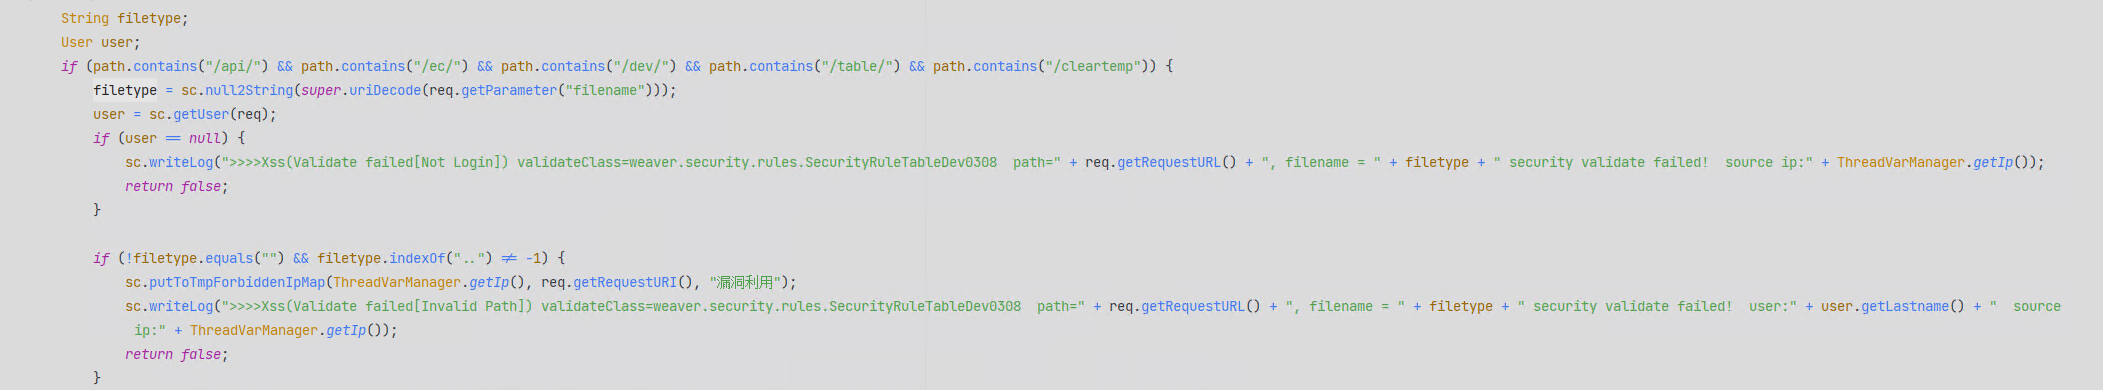 String filetype;
User user;
if (path.contains("/api/") && path.contains("/ec/") && path.contains("/dev/") && path.contains("/table/") && path.contains("/cleartemp")) {
filetype = sc.null2String(super.uriDecode(req.getParameter("filename")));
user = sc.getUser(req);
if (user == null) {
sc.writeLog(">>>>Xss(Validate failed[Not Login]) validateClass=weaver.security.rules.SecurityRuleTableDev0308  path=" + req.getRequestURL() + ", filename = " + filetype + " security validate failed!  source ip:" + ThreadVarManager.getIp());
return false;
}
if (!filetype.equals("") && filetype.indexOf("..") != -1) {
sc.putToTmpForbiddenIpMap(ThreadVarManager.getIp(), req.getRequestURI(), "漏洞利用");
sc.writeLog(">>>>Xss(Validate failed[Invalid Path]) validateClass=weaver.security.rules.SecurityRuleTableDev0308  path=" + req.getRequestURL() + ", filename = " + filetype + " security validate failed!  user:" + user.getLastname() + "  source
ip:" + ThreadVarManager.getIp());
return false;
}